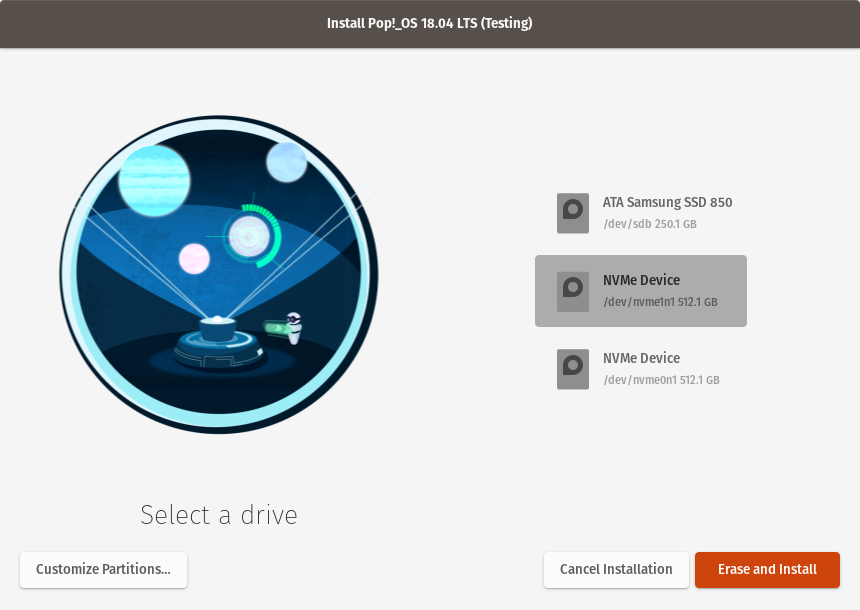 Install Pop!_OS 18.04 LTS (Testing)
ATA Samsung SSD 850
/dev/sdb 250.1 GB
NVMe Device
/dev/nvme1n1 512.1 GB
NVMe Device
/dev/nvme0n1 512.1 GB
Select a drive
Customize Partitions...
Cancel Installation
Erase and Install